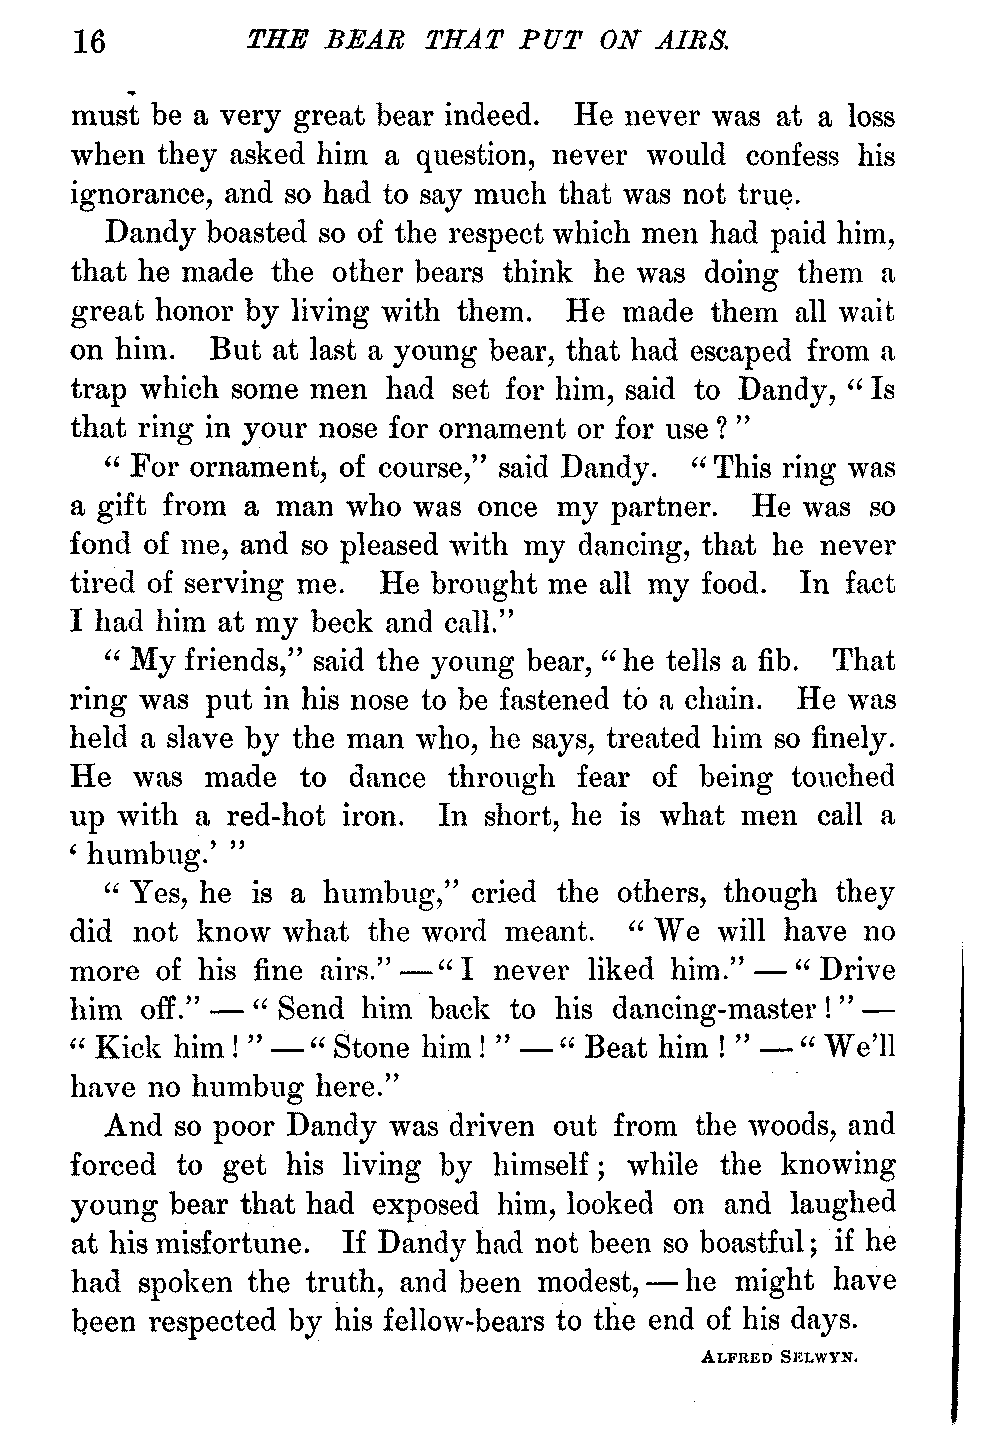 16 THE BEAR THAT PUT ON AIRS.
must be a very great bear indeed. He never was at a loss
when they asked him a question, never would confess his
ignorance, and so had to say much that was not true.
Dandy boasted so of the respect which men had paid him,
that he made the other bears think he was doing them a
great honor by living with them. He made them all wait
on him. But at last a young bear, that had escaped from a
trap which some men had set for him, said to Dandy, “ Is
that ring in your nose for ornament or for use ? ”
“ For ornament, of course,” said Dandy. “ This ring was
a gift from a man who was once my partner. He was so
fond of me, and so pleased with my dancing, that he never
tired of serving me. He brought me all my food. In fact
I had him at my beck and call.”
“ My friends,” said the young bear, “ he tells a fib. That
ring was put in his nose to be fastened to a chain. He was
held a slave by the man who, he says, treated him so finely.
He was made to dance through fear of being touched
up with a red-hot iron. In short, he is what men call a
‘ humbug.’ ”
“ Yes, he is a humbug,” cried the others, though they
did not know what the word meant. “ We will have no
more of his fine airs.” — “ I never liked him.” — “ Drive
him off.” — “ Send him back to his dancing-master ! ” —
“ Kick him ! ” — “ Stone him ! ” — “ Beat him ! ” — “ We’ll
have no humbug here.”
And so poor Dandy was driven out from the woods, and
forced to get his living by himself ; while the knowing
young bear that had exposed him, looked on and laughed
at his misfortune. If Dandy had not been so boastful ; if he
had spoken the truth, and been modest, — he might have
been respected by his fellow-bears to the end of his days.
ALFRED SELWYN.